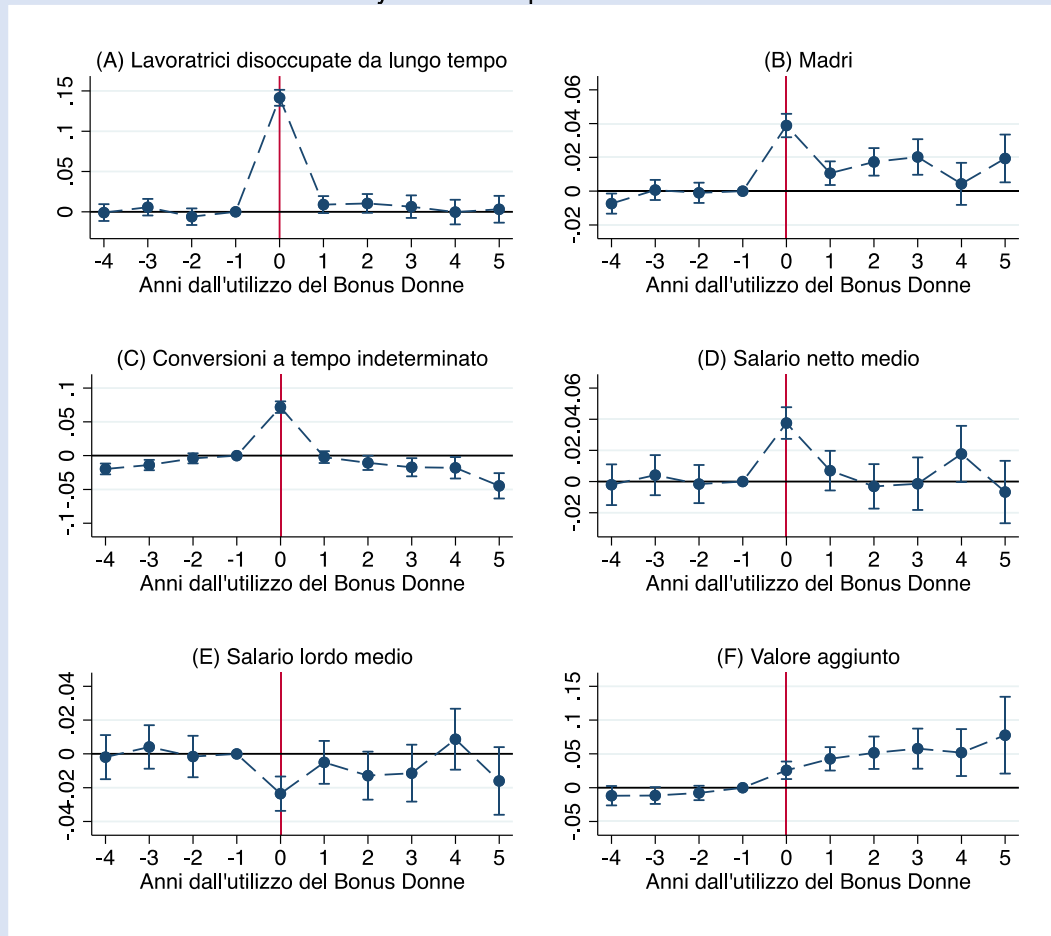 (A) Lavoratrici disoccupate da lungo tempo
.15
.1
.05
0
-4 -3 -2 -1 0 1 2 3 4 5
Anni dall'utilizzo del Bonus Donne
(B) Madri
.06
.04
.02
0
-.02
-4 -3 -2 -1 0 1 2 3 4 5
Anni dall'utilizzo del Bonus Donne
(C) Conversioni a tempo indeterminato
.1
.05
0
-.05
-.1
-4 -3 -2 -1 0 1 2 3 4 5
Anni dall'utilizzo del Bonus Donne
(D) Salario netto medio
.06
.04
.02
0
-.02
-4 -3 -2 -1 0 1 2 3 4 5
Anni dall'utilizzo del Bonus Donne
(E) Salario lordo medio
.04
.02
0
-.02
-.04
-4 -3 -2 -1 0 1 2 3 4 5
Anni dall'utilizzo del Bonus Donne
(F) Valore aggiunto
.15
.1
.05
0
-.05
-4 -3 -2 -1 0 1 2 3 4 5
Anni dall'utilizzo del Bonus Donne